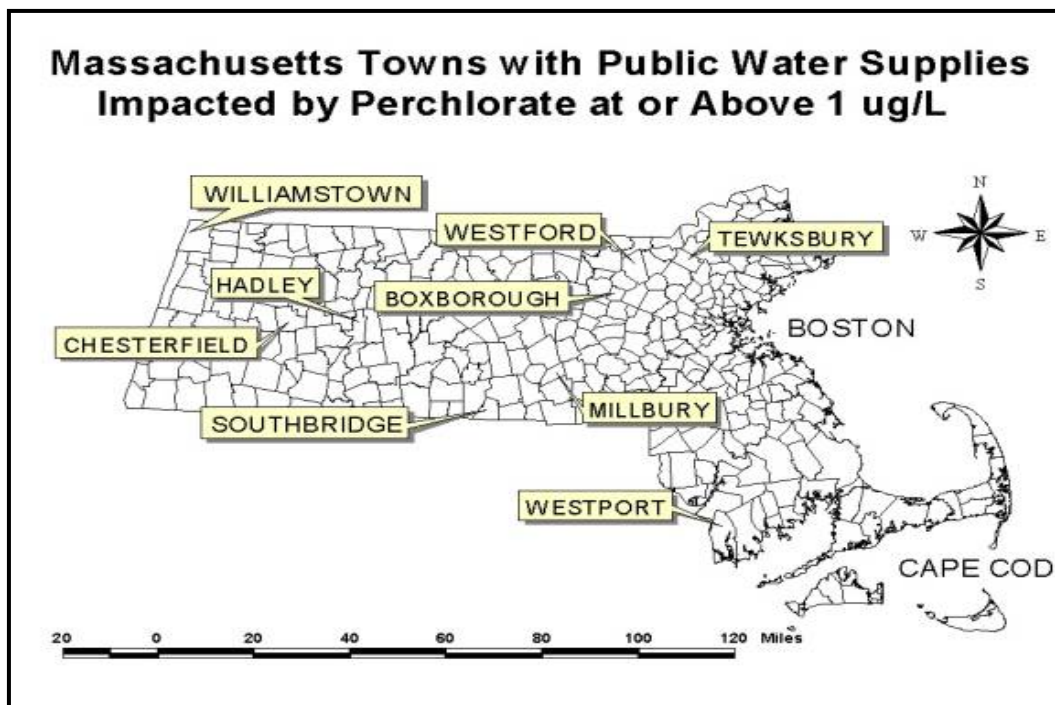 Massachusetts Towns with Public Water Supplies
Impacted by Perchlorate at or Above 1 ug/L
WILLIAMSTOWN
WESTFORD
TEWKSBURY
N
W
E
S
HADLEY
BOXBOROUGH
BOSTON
CHESTERFIELD
SOUTHBRIDGE
MILLBURY
WESTPORT
CAPE COD
20 0 20 40 60 80 100 120 Miles